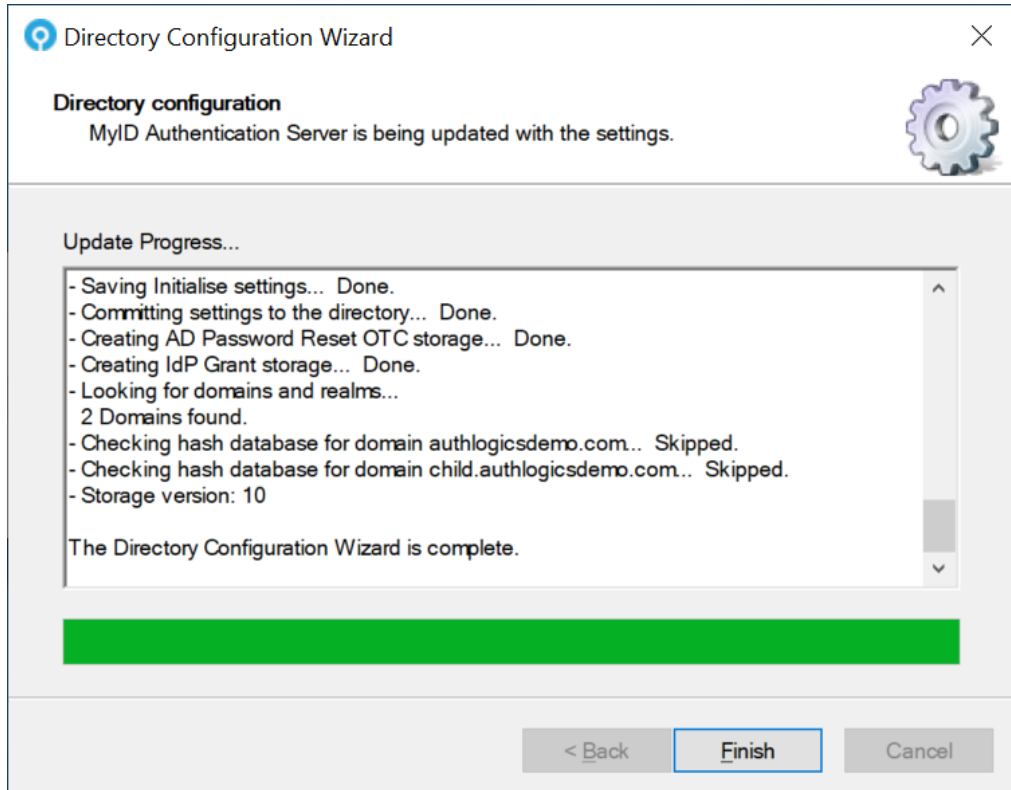 Directory Configuration Wizard
Directory configuration
MyID Authentication Server is being updated with the settings.
Update Progress...
- Saving Initialise settings... Done.
- Committing settings to the directory... Done.
- Creating AD Password Reset OTC storage... Done.
- Creating IdP Grant storage... Done.
- Looking for domains and realms...
2 Domains found.
- Checking hash database for domain authlogicsdemo.com... Skipped.
- Checking hash database for domain child.authlogicsdemo.com... Skipped.
- Storage version: 10
The Directory Configuration Wizard is complete.
< Back Finish Cancel